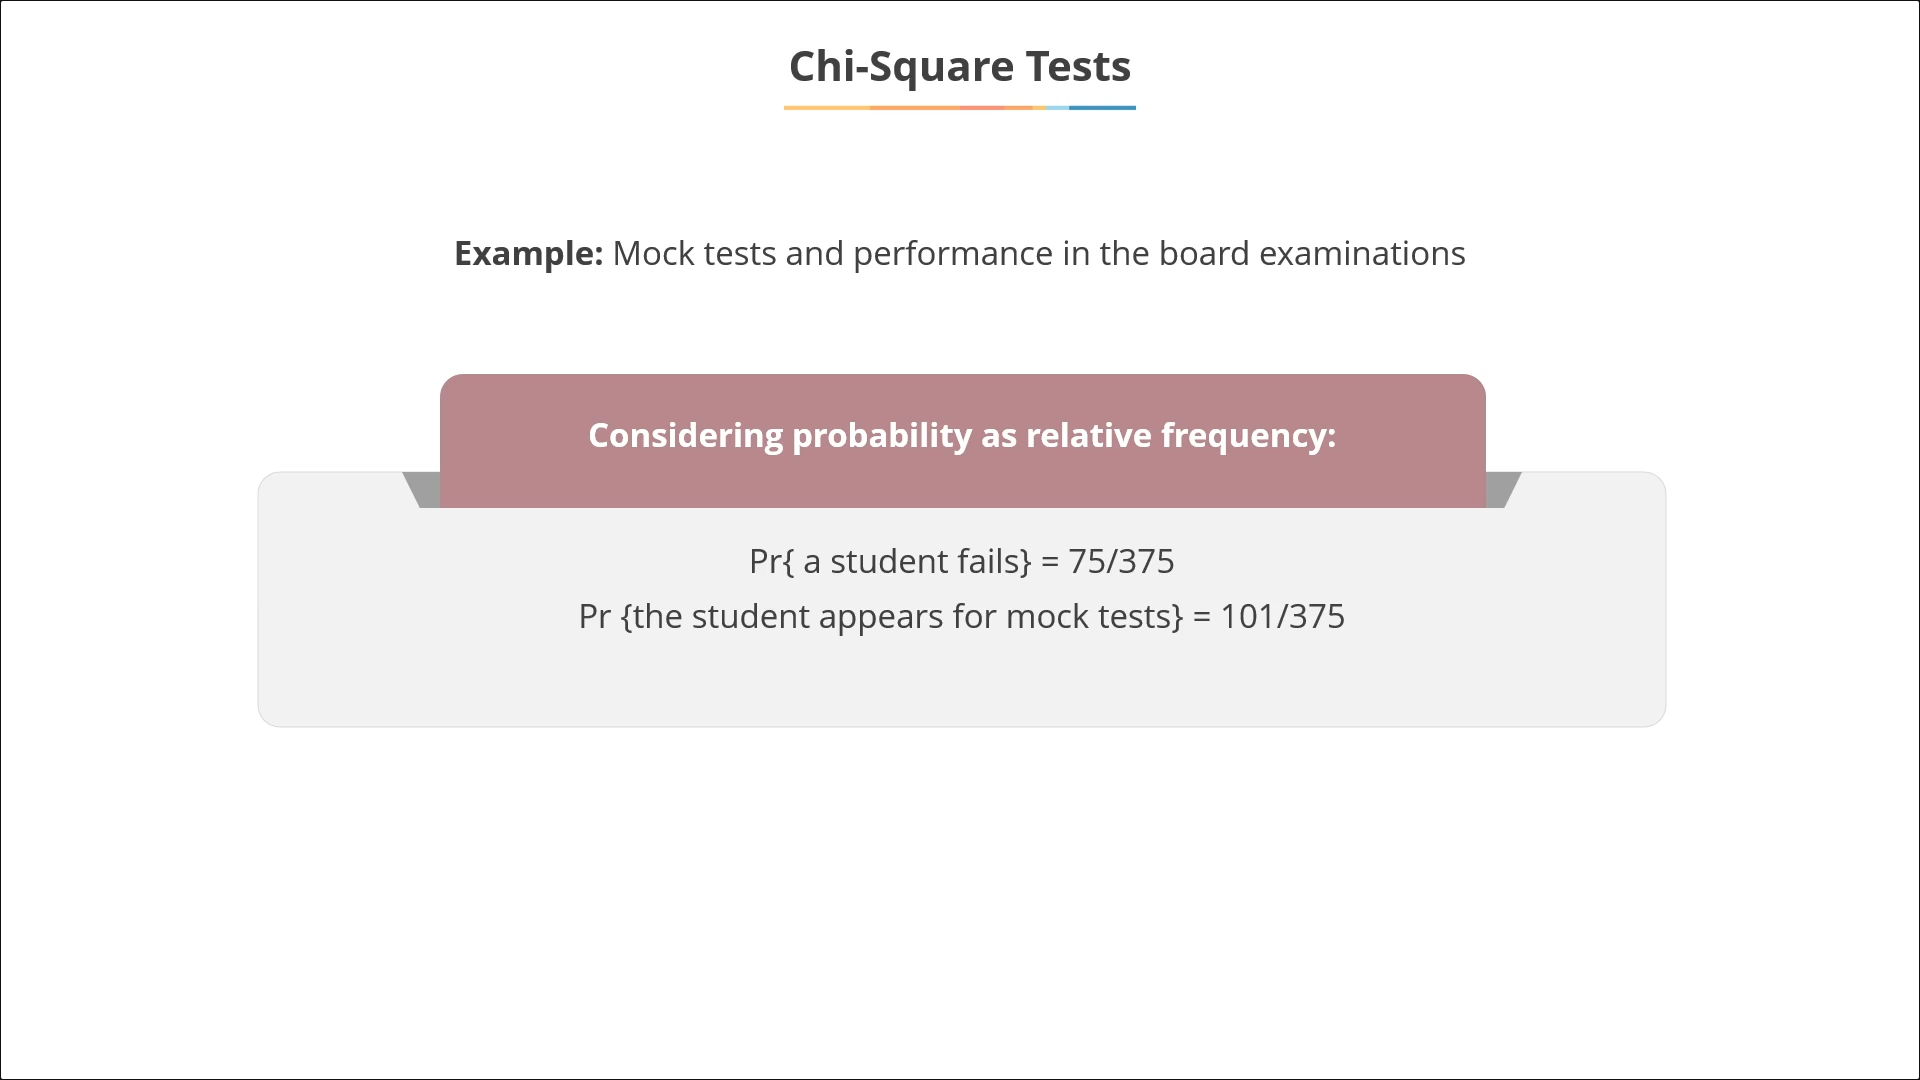 Chi-Square Tests
Example: Mock tests and performance in the board examinations
Considering probability as relative frequency:
Pr{ a student fails} = 75/375
Pr {the student appears for mock tests} = 101/375